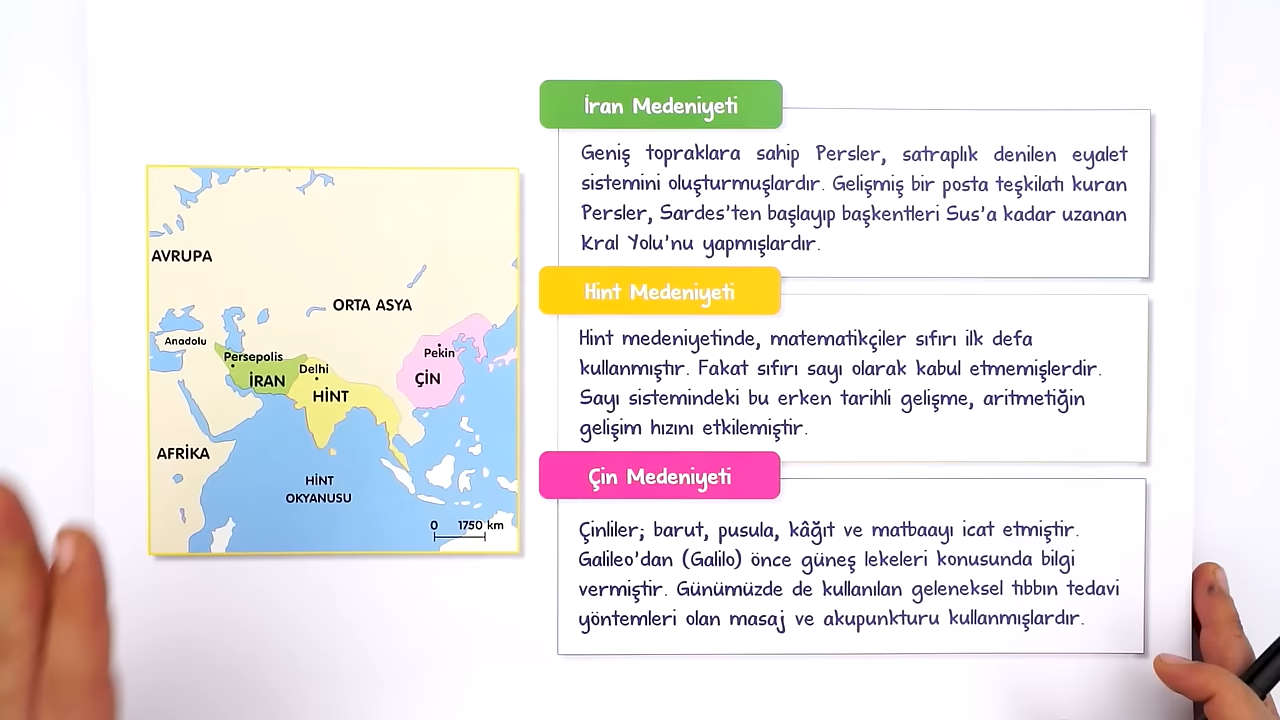 AVRUPA
ORTA ASYA
Anadolu
Persepolis
İRAN
Delhi
HİNT
Pekin
ÇİN
AFRİKA
HİNT
OKYANUSU
0 1750 km
İran Medeniyeti
Geniş topraklara sahip Persler, satraplık denilen eyalet
sistemini oluşturmuşlardır. Gelişmiş bir posta teşkilatı kuran
Persler, Sardes'ten başlayıp başkentleri Sus'a kadar uzanan
Kral Yolu'nu yapmışlardır.
Hint Medeniyeti
Hint medeniyetinde, matematikçiler sıfırı ilk defa
kullanmıştır. Fakat sıfırı sayı olarak kabul etmemişlerdir.
Sayı sistemindeki bu erken tarihli gelişme, aritmetiğin
gelişim hızını etkilemiştir.
Çin Medeniyeti
Çinliler; barut, pusula, kâğıt ve matbaayı icat etmiştir.
Galileo'dan (Galilo) önce güneş lekeleri konusunda bilgi
vermiştir. Günümüzde de kullanılan geleneksel tıbbın tedavi
yöntemleri olan masaj ve akupunkturu kullanmışlardır.